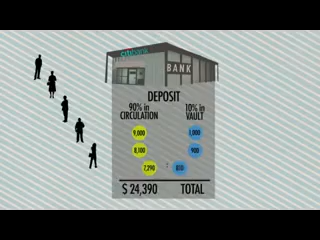 citibank
BANK
DEPOSIT
90% in
CIRCULATION
10% in
VAULT
9,000
1,000
8,100
900
7,290
:
810
$ 24,390
TOTAL